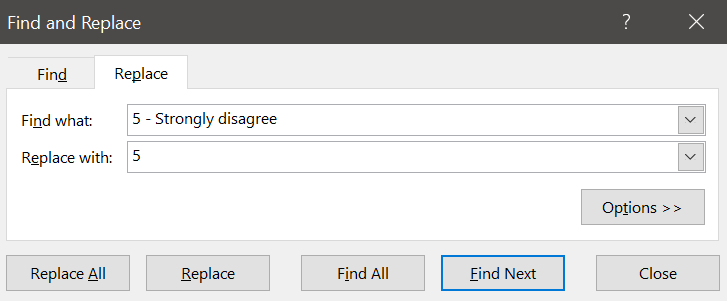 Find and Replace ? ×
Find Replace
Find what: 5 - Strongly disagree
Replace with: 5
Options >>
Replace All Replace Find All Find Next Close